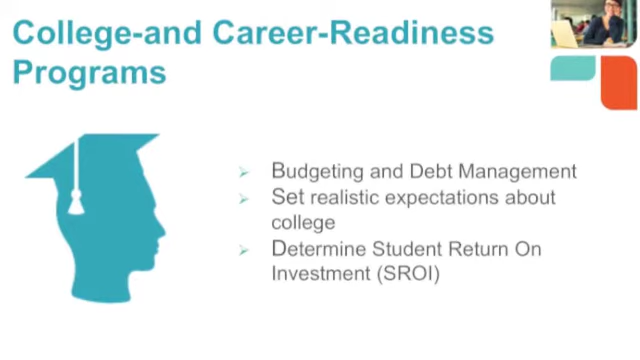 College-and Career-Readiness
Programs
Budgeting and Debt Management
Set realistic expectations about
college
Determine Student Return On
Investment (SROI)